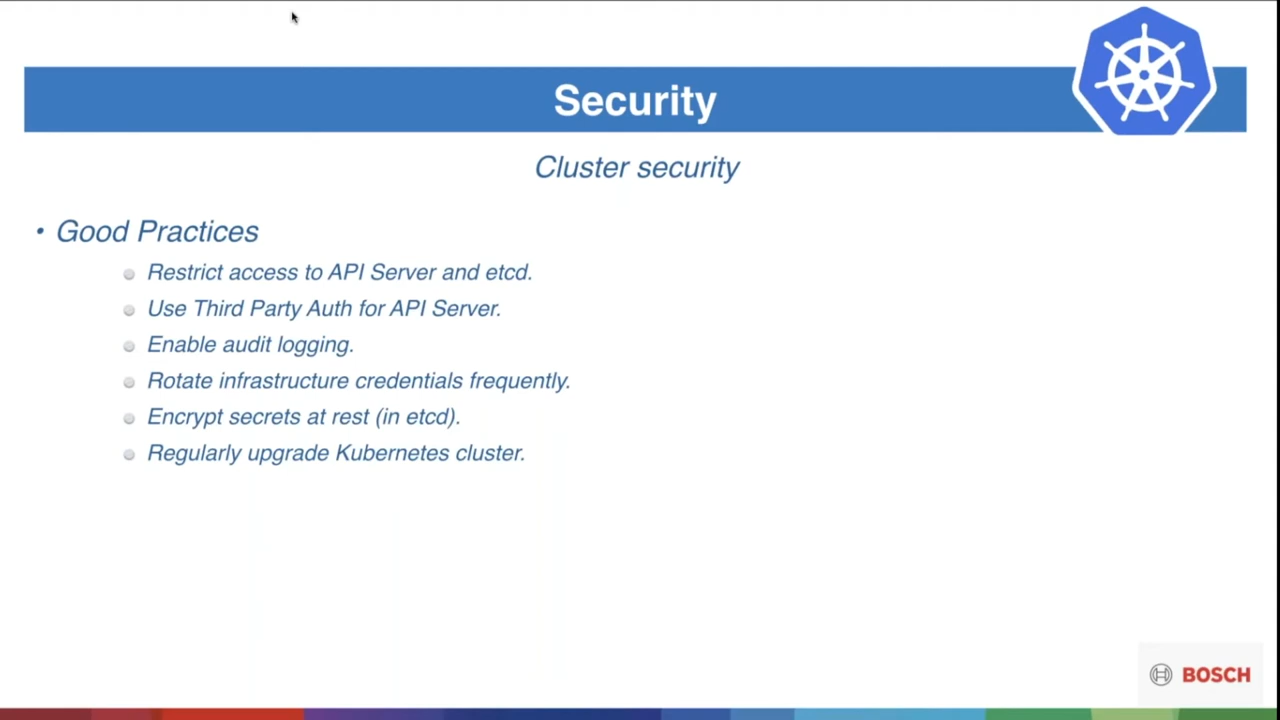 Security
Cluster security
• Good Practices
Restrict access to API Server and etcd.
Use Third Party Auth for API Server.
Enable audit logging.
Rotate infrastructure credentials frequently.
Encrypt secrets at rest (in etcd).
Regularly upgrade Kubernetes cluster.
BOSCH